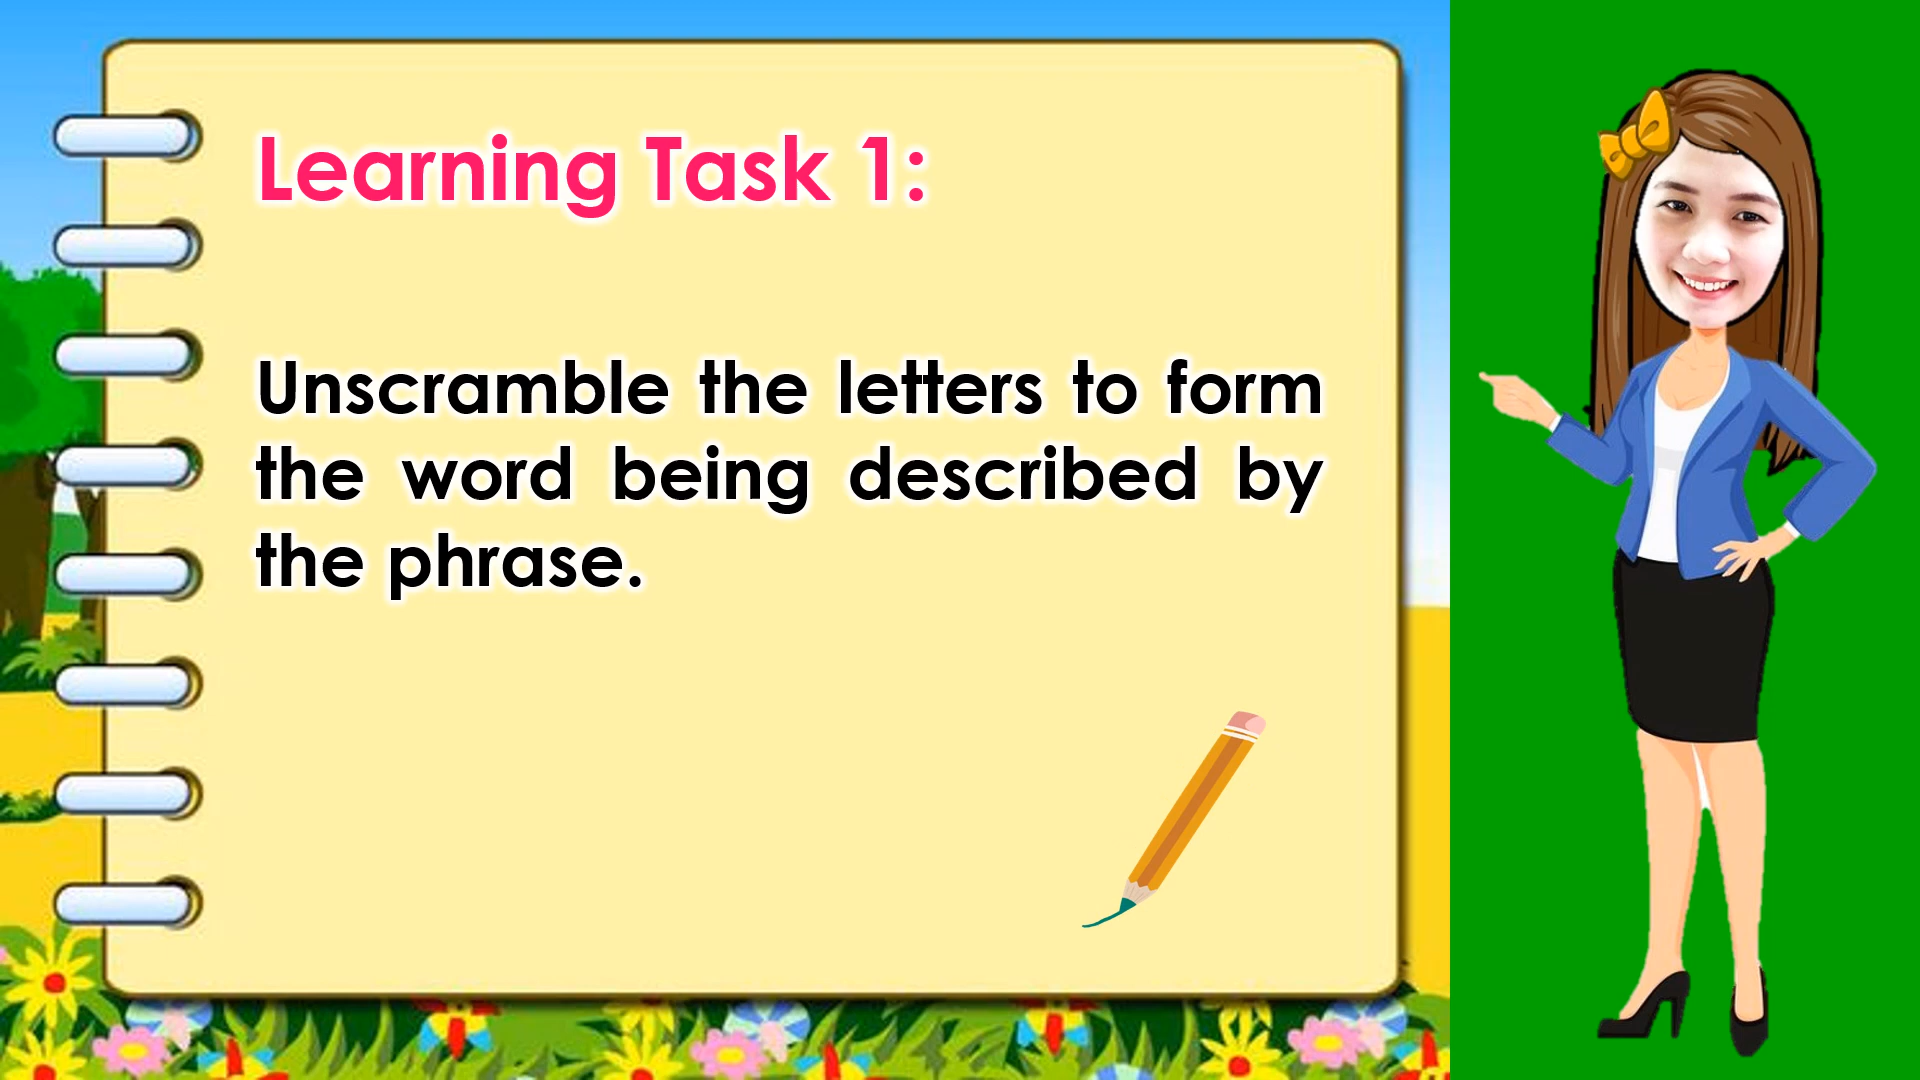 Learning Task 1:
Unscramble the letters to form
the word being described by
the phrase.